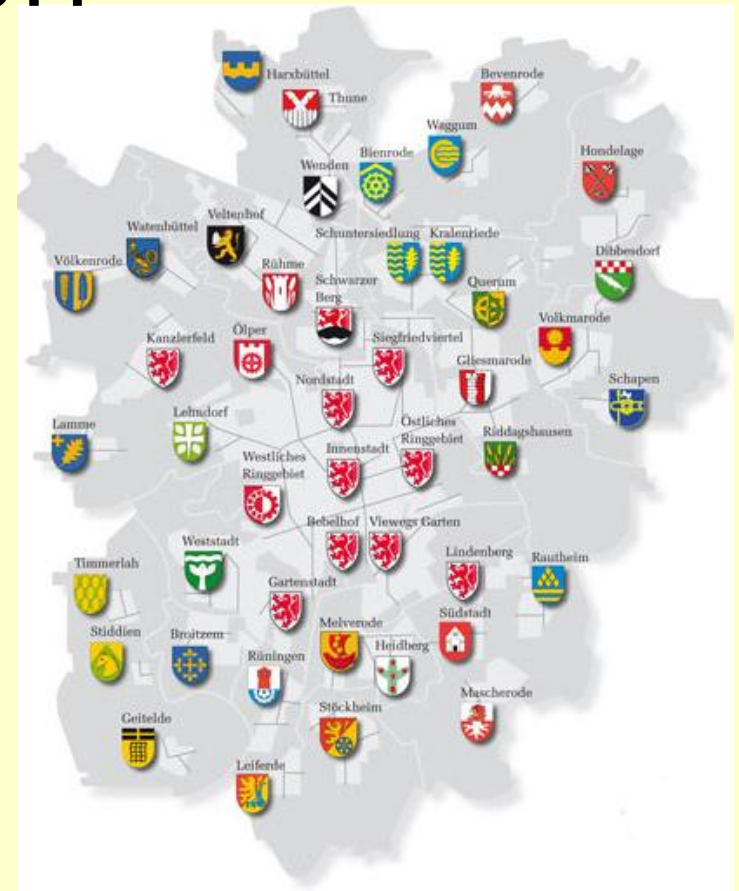 Harxbüttel
Bevenrode
Thune
Waggum
Bienrode
Hondelage
Wenden
Veltenhof
Watenbüttel
Schuntersiedlung Kralenriede
Dibbesdorf
Völkenrode
Rühme
Schwarzer
Berg
Querum
Volkmarode
Kanzlerfeld
Ölper
Siegfriedviertel
Gliesmarode
Nordstadt
Schapen
Lehndorf
Lamme
Östliches
Ringgebiet
Riddagshausen
Westliches
Ringgebiet
Innenstadt
Bebelhof Viewegs Garten
Weststadt
Lindenberg
Rautheim
Timmerlah
Gartenstadt
Südstadt
Melverode
Stiddien
Broitzem
Heidberg
Rüningen
Mascherode
Stöckheim
Geitelde
Leiferde